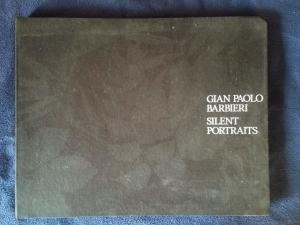 GIAN PAOLO
BARBIERI
SILENT
PORTRAITS